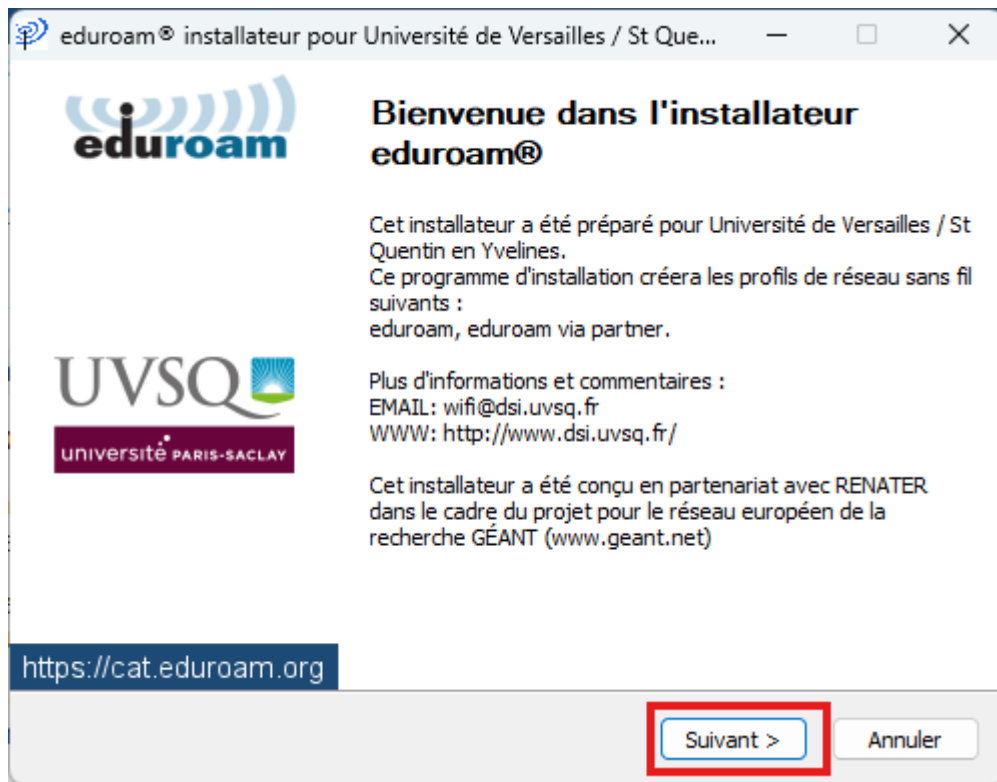 eduroam® installateur pour Université de Versailles / St Que...
eduroam
Bienvenue dans l'installateur
eduroam®
Cet installateur a été préparé pour Université de Versailles / St
Quentin en Yvelines.
Ce programme d'installation créera les profils de réseau sans fil
suivants :
eduroam, eduroam via partner.
UVSQ
université PARIS-SACLAY
Plus d'informations et commentaires :
EMAIL: wifi@dsi.uvsq.fr
WWW: http://www.dsi.uvsq.fr/
Cet installateur a été conçu en partenariat avec RENATER
dans le cadre du projet pour le réseau européen de la
recherche GÉANT (www.geant.net)
https://cat.eduroam.org
Suivant >
Annuler